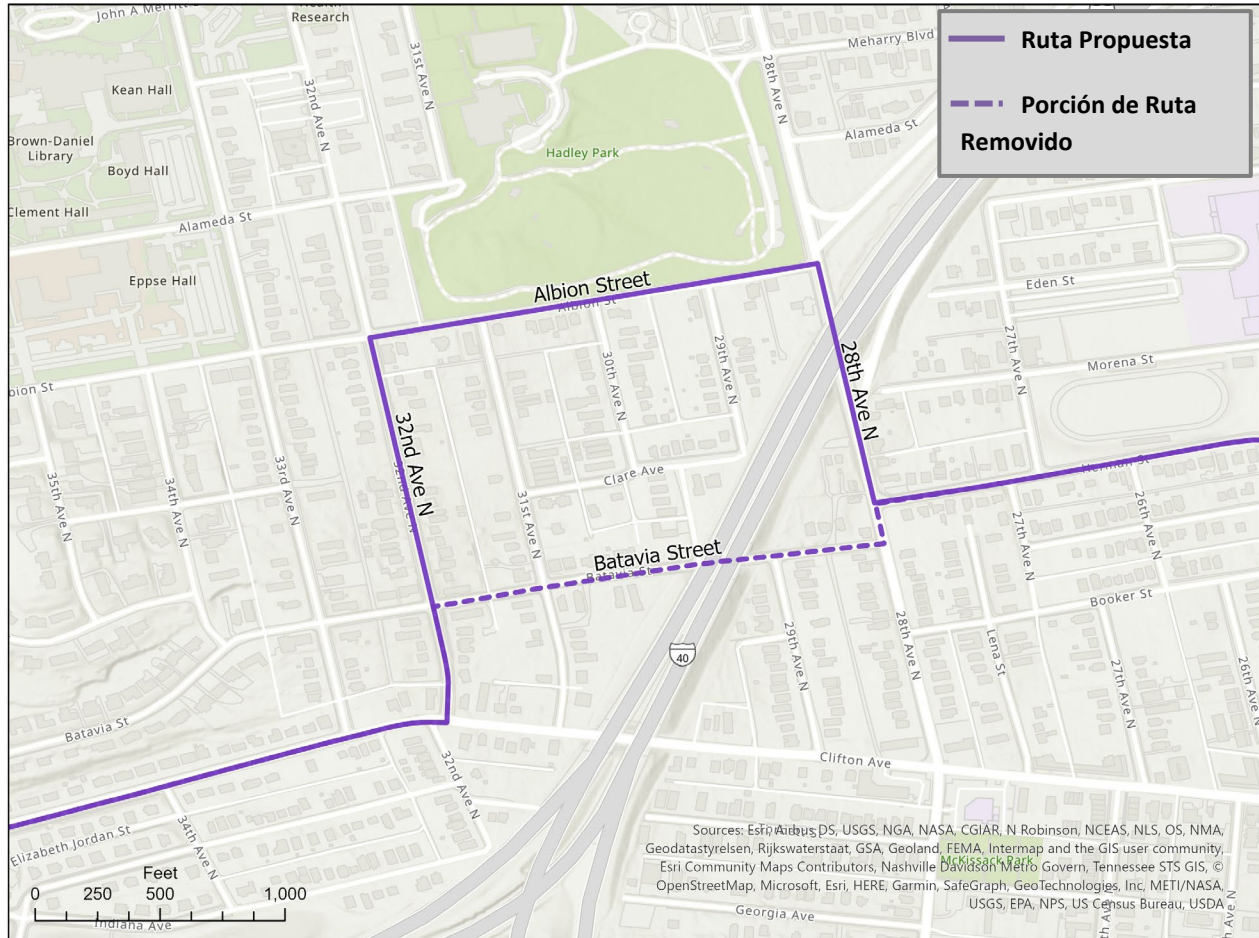 John A Merritt
Health
Research
Kean Hall
32nd Ave N
31st Ave N
28th Ave N
Meharry Blvd
Ruta Propuesta
Porción de Ruta
Removido
Brown-Daniel
Library
Boyd Hall
Clement Hall
Hadley Park
Alameda St
Alameda St
Eppse Hall
Albion Street
Albion St
Eden St
27th Ave N
Morena St
30th Ave N
29th Ave N
28th Ave N
32nd Ave N
32nd Ave N
33rd Ave N
34th Ave N
35th Ave N
Clare Ave
31st Ave N
Herman St
27th Ave N
26th Ave N
Batavia Street
Batavia St
Booker St
40
29th Ave N
28th Ave N
Lena St
27th Ave N
26th Ave N
Batavia St
32nd Ave N
Clifton Ave
Elizabeth Jordan St
34th Ave N
Sources: Esri, Airbus DS, USGS, NGA, NASA, CGIAR, N Robinson, NCEAS, NLS, OS, NMA,
Geodatastyrelsen, Rijkswaterstaat, GSA, Geoland, FEMA, Intermap and the GIS user community,
Esri Community Maps Contributors, Nashville Davidson Metro Govern, Tennessee STS GIS, ©
OpenStreetMap, Microsoft, Esri, HERE, Garmin, SafeGraph, GeoTechnologies, Inc, METI/NASA,
USGS, EPA, NPS, US Census Bureau, USDA
McKissack Park
Feet
0 250 500 1,000
Indiana Ave
Georgia Ave